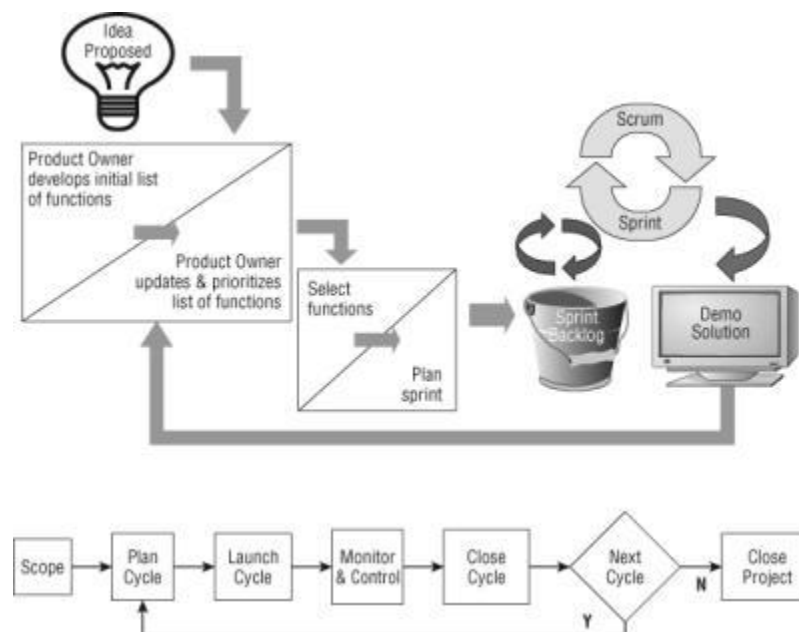 Idea
Proposed
Product Owner
develops initial list
of functions
Product Owner
updates & prioritizes
list of functions
Select
functions
Plan
sprint
Scrum
Sprint
Sprint
Backlog
Demo
Solution
Scope
Plan
Cycle
Launch
Cycle
Monitor
& Control
Close
Cycle
Next
Cycle
N
Close
Project
Y